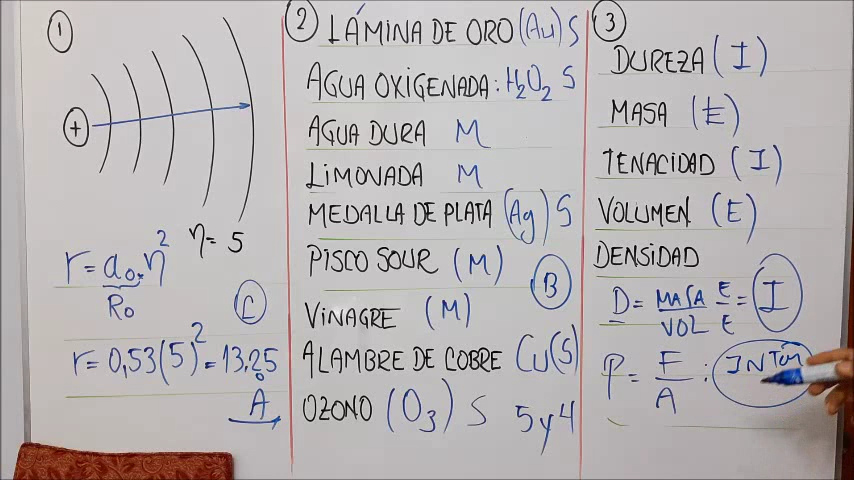 1
+
η= 5
r= a₀.η²
R₀
C
r= 0,53(5)²=13,25
Å
2 LÁMINA DE ORO (Au) S
AGUA OXIGENADA: H₂O₂ S
AGUA DURA M
LIMONADA M
MEDALLA DE PLATA (Ag) S
PISCO SOUR (M)
B
VINAGRE (M)
ALAMBRE DE COBRE Cu(S)
OZONO (O₃) S 5y4
3
DUREZA (I)
MASA (E)
TENACIDAD (I)
VOLUMEN (E)
DENSIDAD
D= MASA/VOL E/E = I
P= F/A :